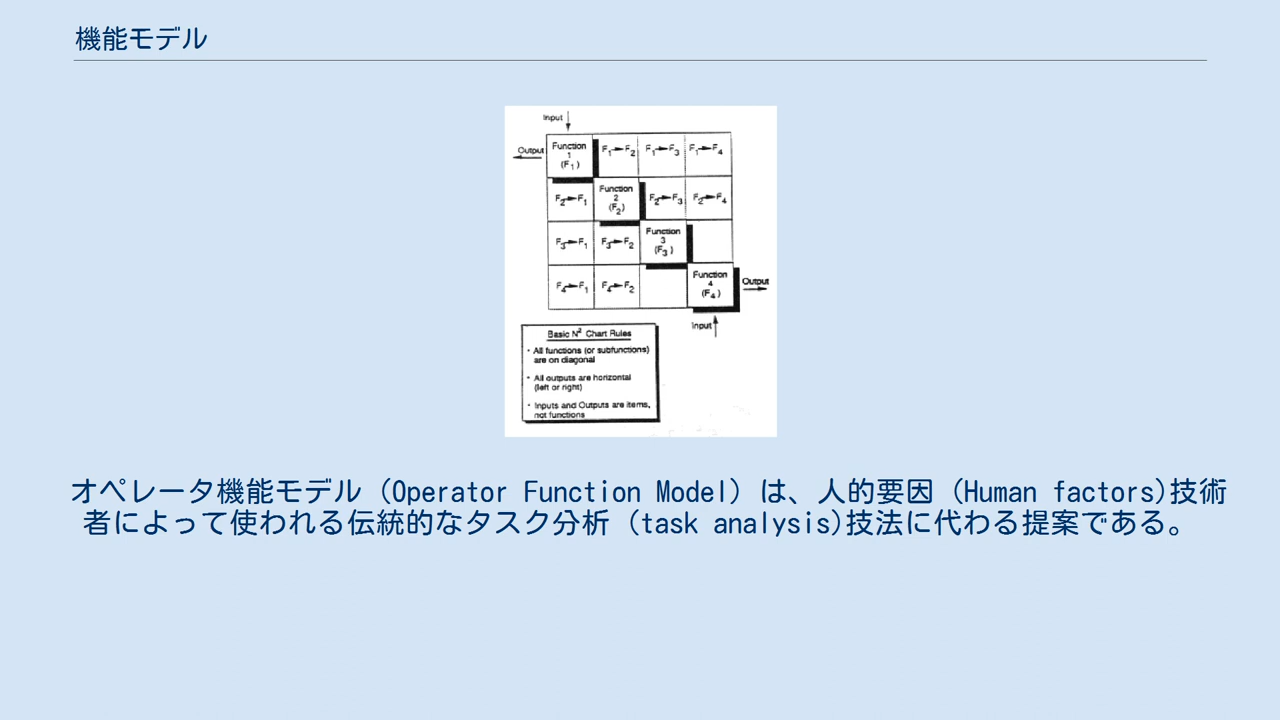 機能モデル
Input
Output
Function 1 (F1) F1→F2 F1→F3 F1→F4
F2→F1 Function 2 (F2) F2→F3 F2→F4
F3→F1 F3→F2 Function 3 (F3)
F4→F1 F4→F2 Function 4 (F4)
Output
Input
Basic N² Chart Rules
・All functions (or subfunctions)
are on diagonal
・All outputs are horizontal
(left or right)
・Inputs and Outputs are items,
not functions
オペレータ機能モデル（Operator Function Model）は、人的要因（Human factors)技術
者によって使われる伝統的なタスク分析（task analysis)技法に代わる提案である。